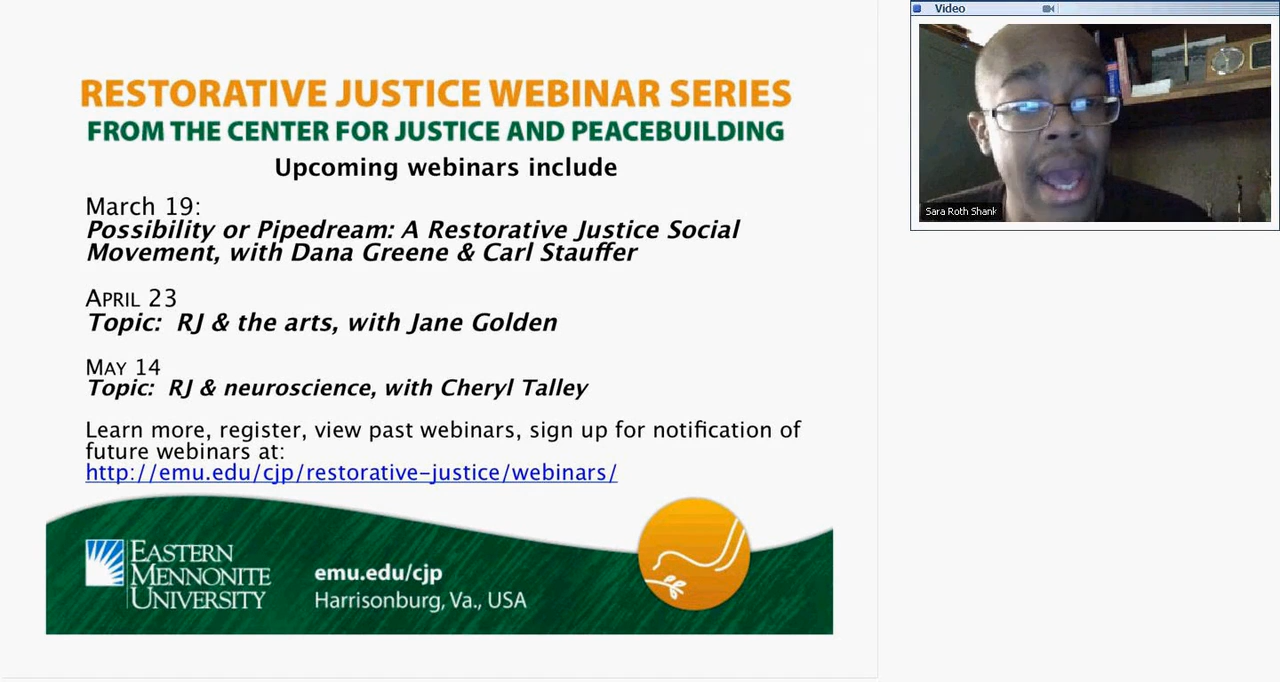 RESTORATIVE JUSTICE WEBINAR SERIES
FROM THE CENTER FOR JUSTICE AND PEACEBUILDING
Upcoming webinars include
March 19:
Possibility or Pipedream: A Restorative Justice Social
Movement, with Dana Greene & Carl Stauffer
APRIL 23
Topic: RJ & the arts, with Jane Golden
MAY 14
Topic: RJ & neuroscience, with Cheryl Talley
Learn more, register, view past webinars, sign up for notification of
future webinars at:
http://emu.edu/cjp/restorative-justice/webinars/
EASTERN
MENNONITE
UNIVERSITY
emu.edu/cjp
Harrisonburg, Va., USA
Video
Sara Roth Shank